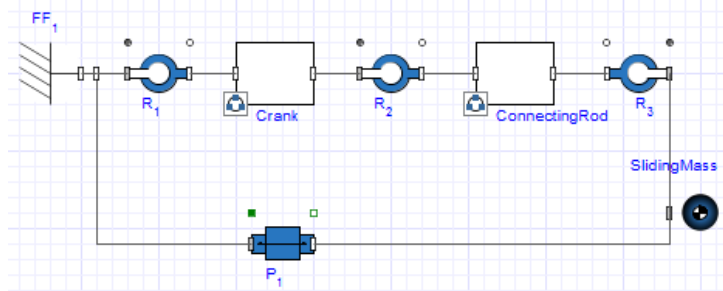 FF1
R1
Crank
R2
ConnectingRod
R3
SlidingMass
P1